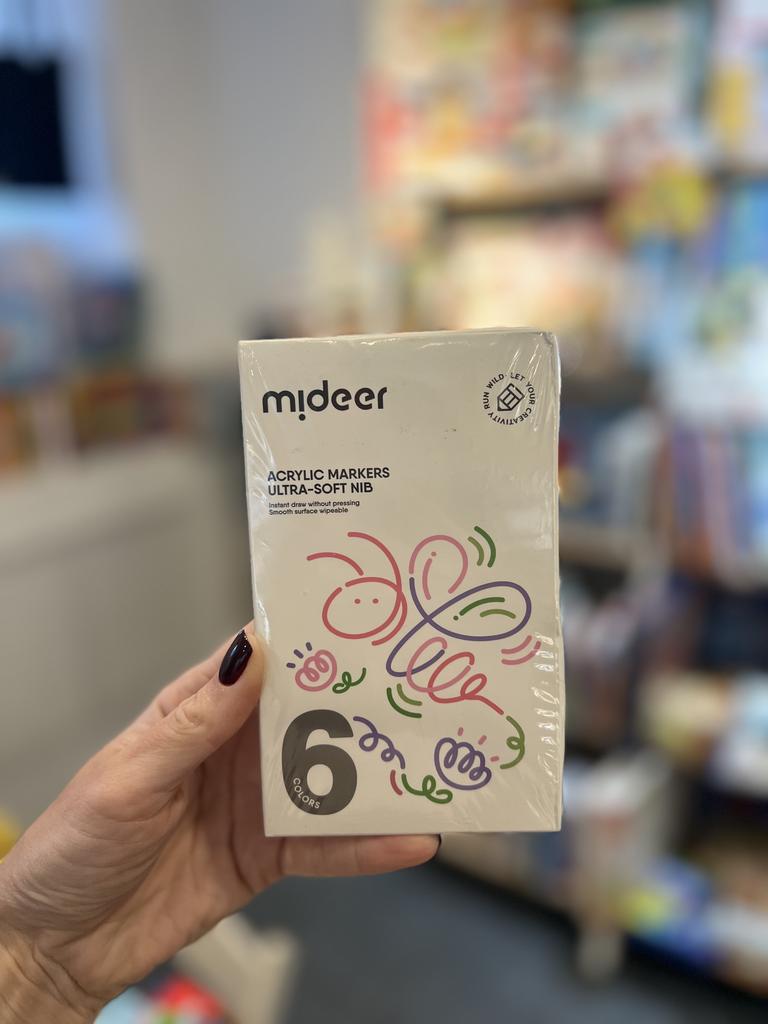 mideer
RUN WILD· LET YOUR CREATIVITY
ACRYLIC MARKERS
ULTRA-SOFT NIB
Instant draw without pressing
Smooth surface wipeable
6
COLORS